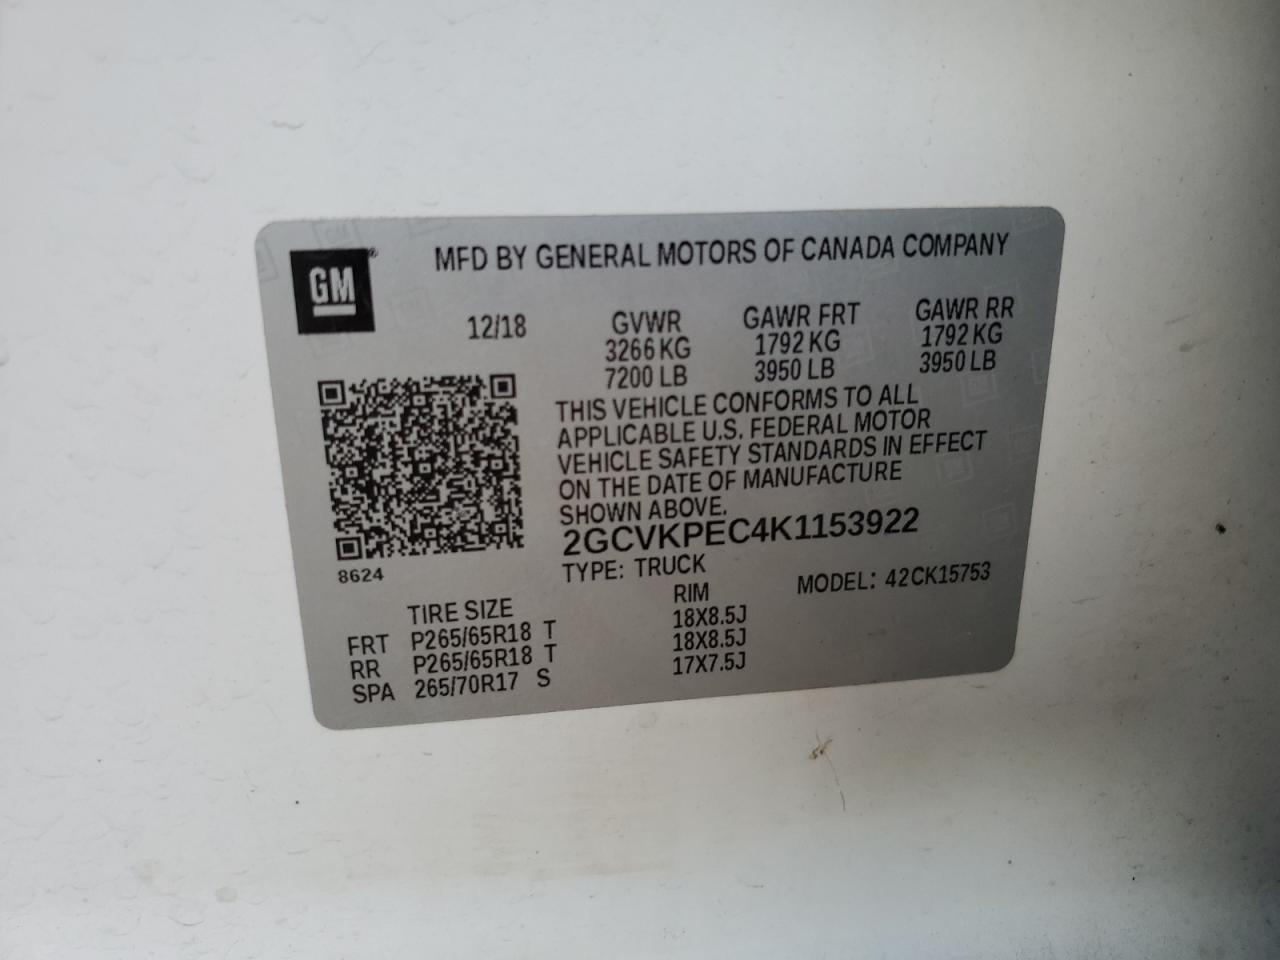 GM
MFD BY GENERAL MOTORS OF CANADA COMPANY
12/18 GVWR GAWR FRT GAWR RR
3266 KG 1792 KG 1792 KG
7200 LB 3950 LB 3950 LB
THIS VEHICLE CONFORMS TO ALL
APPLICABLE U.S. FEDERAL MOTOR
VEHICLE SAFETY STANDARDS IN EFFECT
ON THE DATE OF MANUFACTURE
SHOWN ABOVE.
2GCVKPEC4K1153922
8624
TYPE: TRUCK MODEL: 42CK15753
TIRE SIZE RIM
FRT P265/65R18 T 18X8.5J
RR P265/65R18 T 18X8.5J
SPA 265/70R17 S 17X7.5J